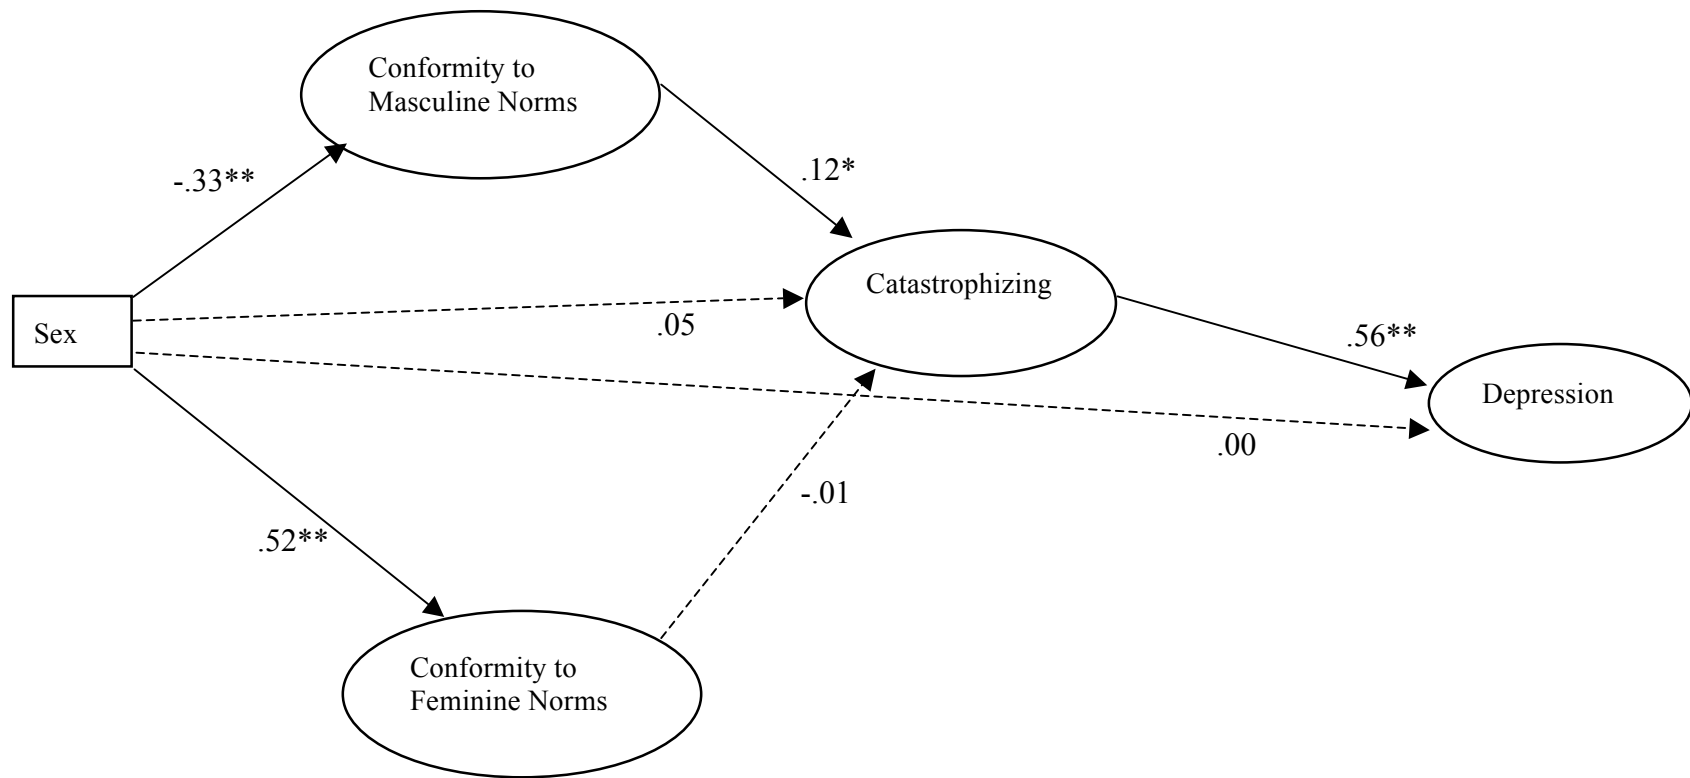 Conformity to
Masculine Norms
-.33**
.12*
Catastrophizing
Sex
.05
.56**
Depression
.00
-.01
.52**
Conformity to
Feminine Norms